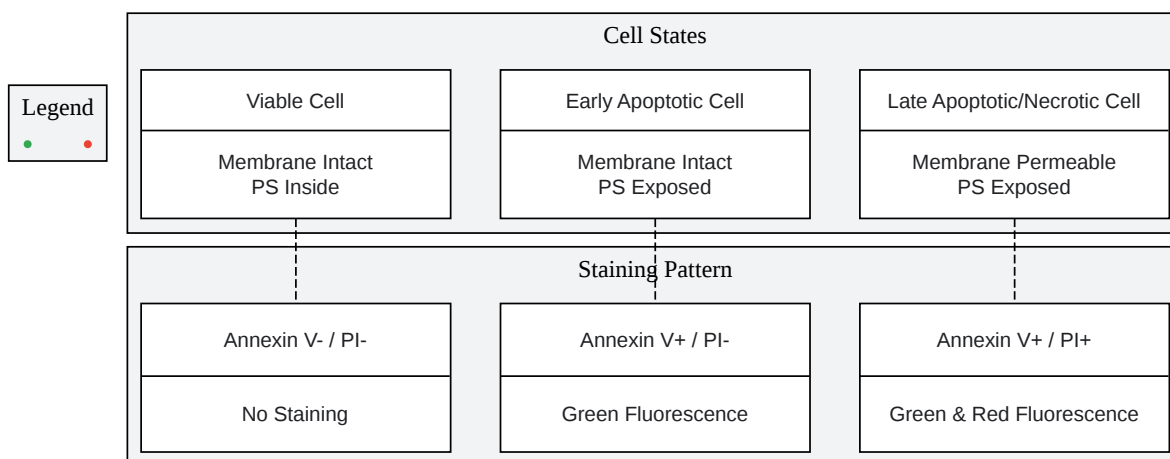 Cell States
Legend
Viable Cell
Early Apoptotic Cell
Late Apoptotic/Necrotic Cell
Membrane Intact
PS Inside
Membrane Intact
PS Exposed
Membrane Permeable
PS Exposed
Staining Pattern
Annexin V- / PI-
Annexin V+ / PI-
Annexin V+ / PI+
No Staining
Green Fluorescence
Green & Red Fluorescence